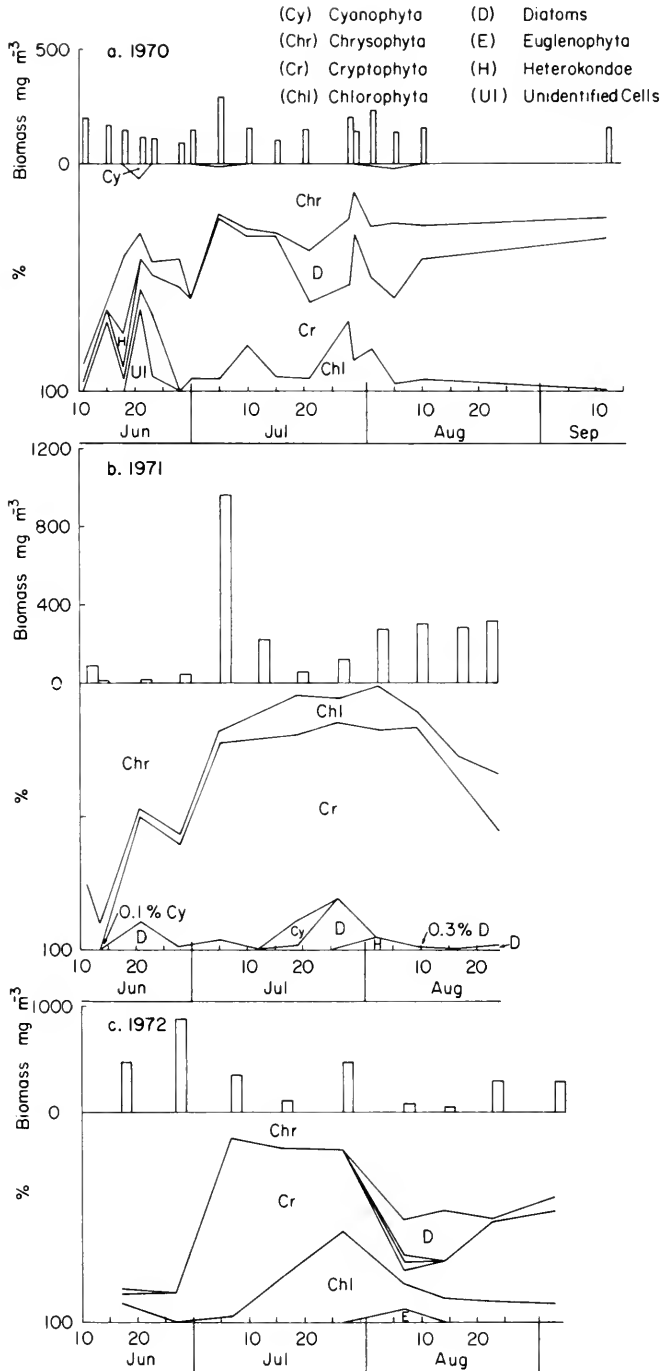 (Cy) Cyanophyta (D) Diatoms
(Chr) Chrysophyta (E) Euglenophyta
(Cr) Cryptophyta (H) Heterokondae
(Chl) Chlorophyta (UI) Unidentified Cells
a. 1970
Biomass mg m-3
500
0
Cy
Chr
D
%
Cr
H
UI
Chl
100
10 20 10 20 10 20 10
Jun Jul Aug Sep
b. 1971
Biomass mg m-3
1200
800
400
0
Chl
Chr
%
Cr
0.1% Cy
D
Cy
D
H
0.3% D
D
100
10 20 10 20 10 20
Jun Jul Aug
c. 1972
Biomass mg m-3
1000
0
Chr
%
Cr
D
Chl
E
100
10 20 10 20 10 20
Jun Jul Aug